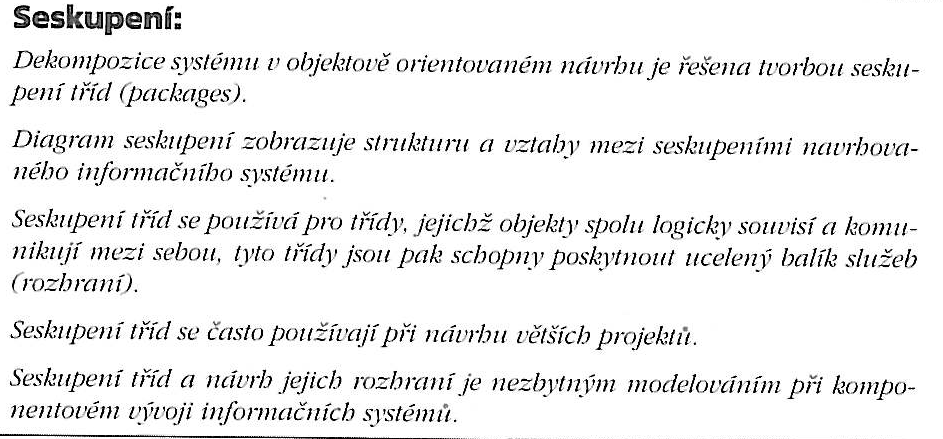 Seskupení:
Dekompozice systému v objektově orientovaném návrhu je řešena tvorbou sesku-
pení tříd (packages).
Diagram seskupení zobrazuje strukturu a vztahy mezi seskupeními navrhova-
ného informačního systému.
Seskupení tříd se používá pro třídy, jejichž objekty spolu logicky souvisí a komu-
nikují mezi sebou, tyto třídy jsou pak schopny poskytnout ucelený balík služeb
(rozhraní).
Seskupení tříd se často používají při návrhu větších projektů.
Seskupení tříd a návrh jejich rozhraní je nezbytným modelováním při kompo-
nentovém vývoji informačních systémů.